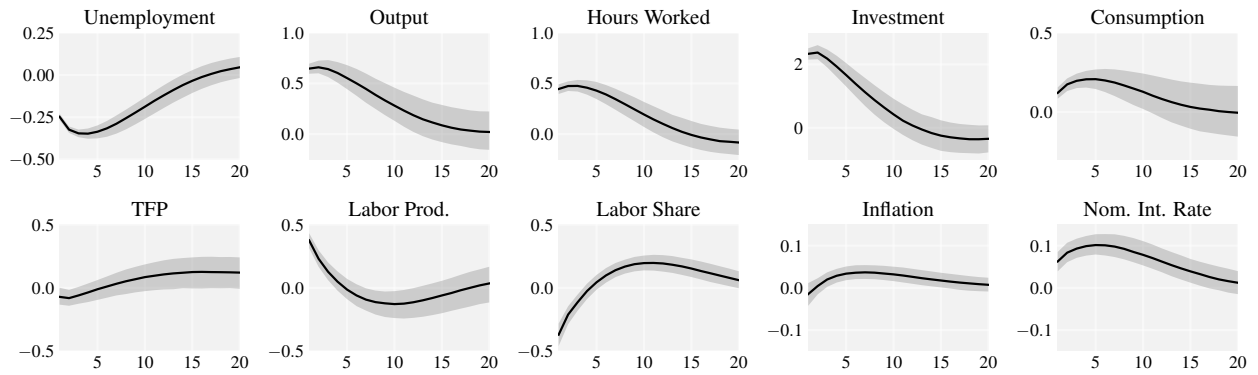 Unemployment Output Hours Worked Investment Consumption
0.25 1.0 1.0 0.5
2
0.00
0.5 0.5
−0.25 0 0.0
0.0 0.0
−0.50
5 10 15 20 5 10 15 20 5 10 15 20 5 10 15 20 5 10 15 20
TFP Labor Prod. Labor Share Inflation Nom. Int. Rate
0.5 0.5 0.5
0.1 0.1
0.0 0.0 0.0 0.0 0.0
−0.1 −0.1
−0.5 −0.5 −0.5
5 10 15 20 5 10 15 20 5 10 15 20 5 10 15 20 5 10 15 20